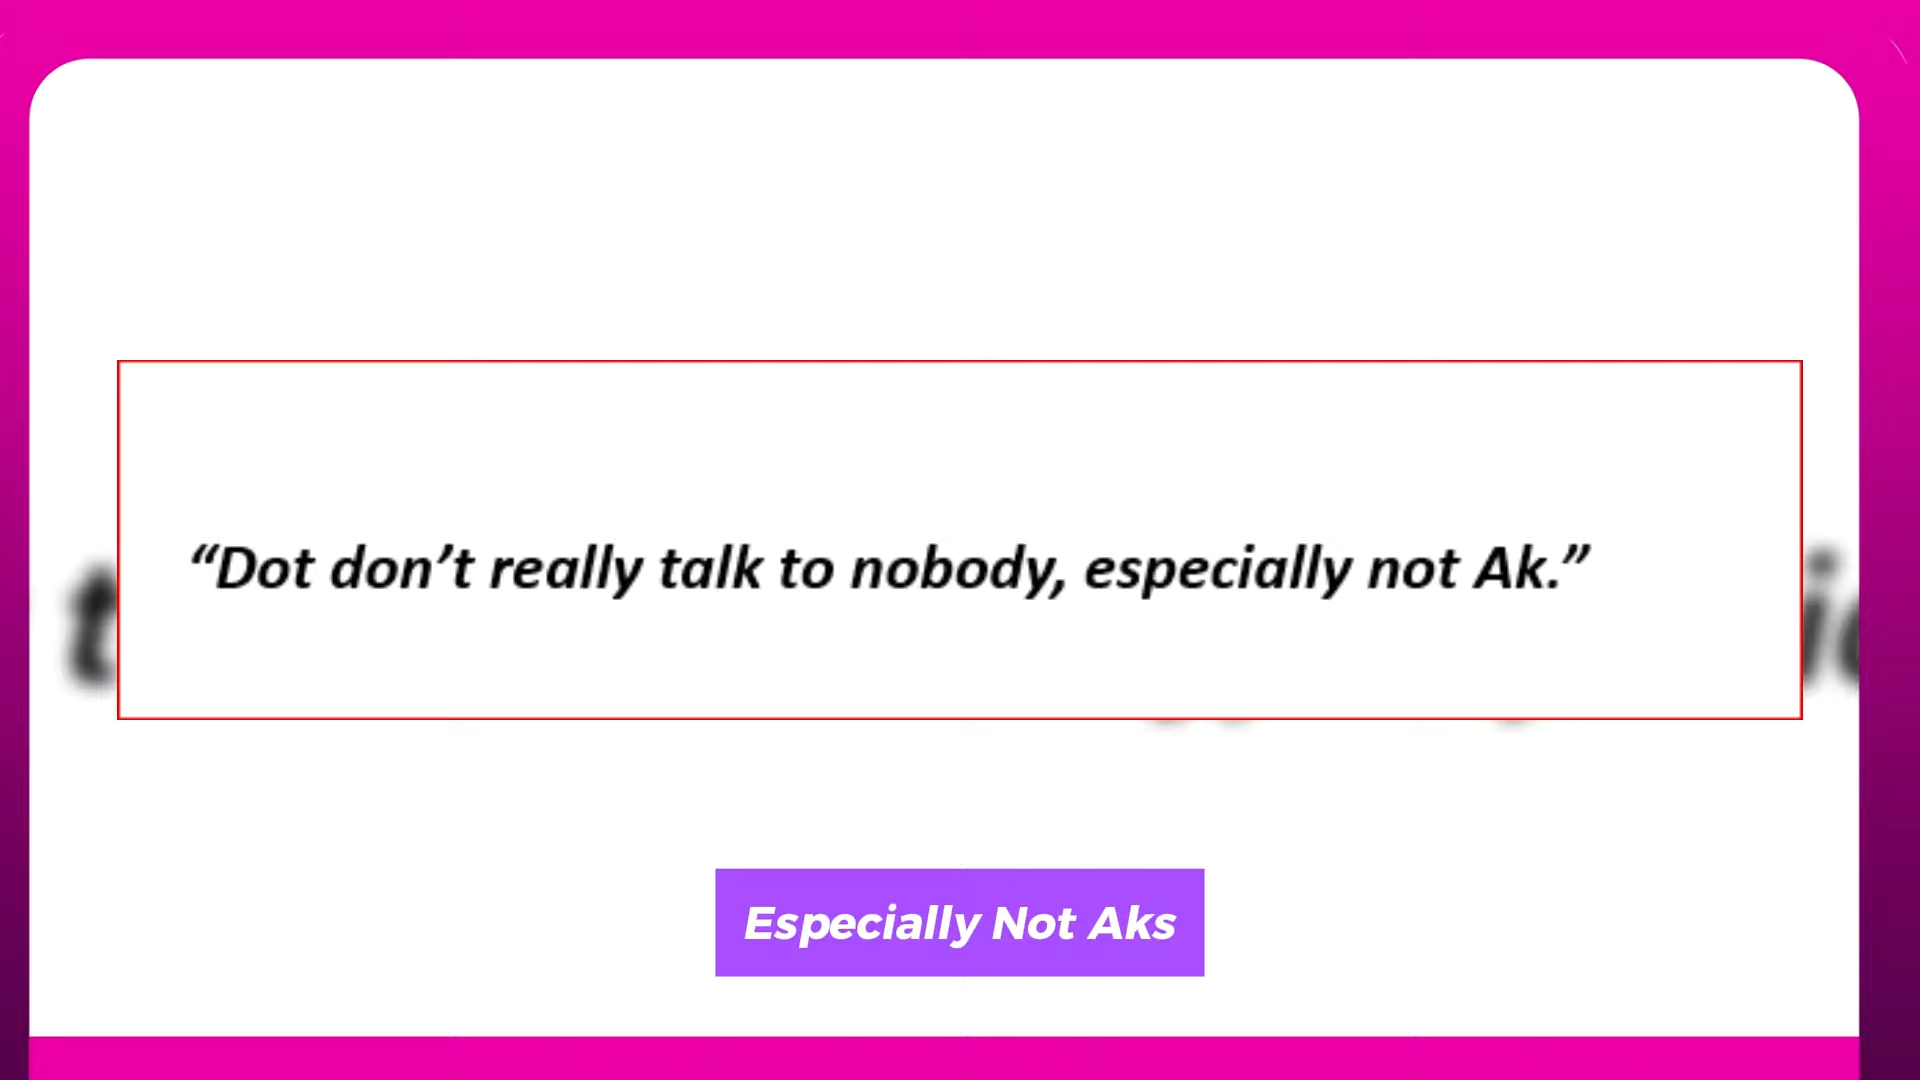 “Dot don’t really talk to nobody, especially not Ak.”
Especially Not Aks